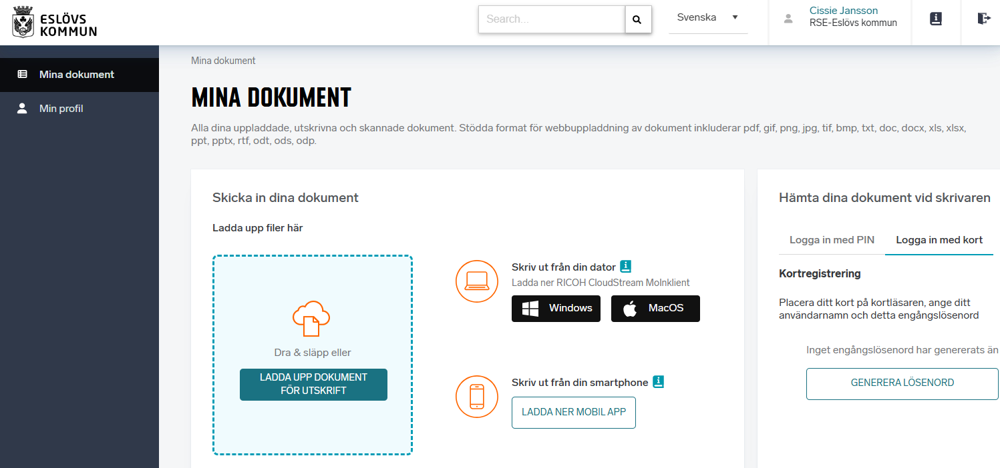 ESLÖVS
KOMMUN
Search...
Svenska
Cissie Jansson
RSE-Eslövs kommun
Mina dokument
Min profil
Mina dokument
MINA DOKUMENT
Alla dina uppladdade, utskrivna och skannade dokument. Stödda format för webbuppladdning av dokument inkluderar pdf, gif, png, jpg, tif, bmp, txt, doc, docx, xls, xlsx,
ppt, pptx, rtf, odt, ods, odp.
Skicka in dina dokument
Ladda upp filer här
Dra & släpp eller
LADDA UPP DOKUMENT
FÖR UTSKRIFT
Skriv ut från din dator
Ladda ner RICOH CloudStream Molnklient
Windows
MacOS
Skriv ut från din smartphone
LADDA NER MOBIL APP
Hämta dina dokument vid skrivaren
Logga in med PIN
Logga in med kort
Kortregistrering
Placera ditt kort på kortläsaren, ange ditt
användarnamn och detta engångslösenord
Inget engångslösenord har genererats än
GENERERA LÖSENORD